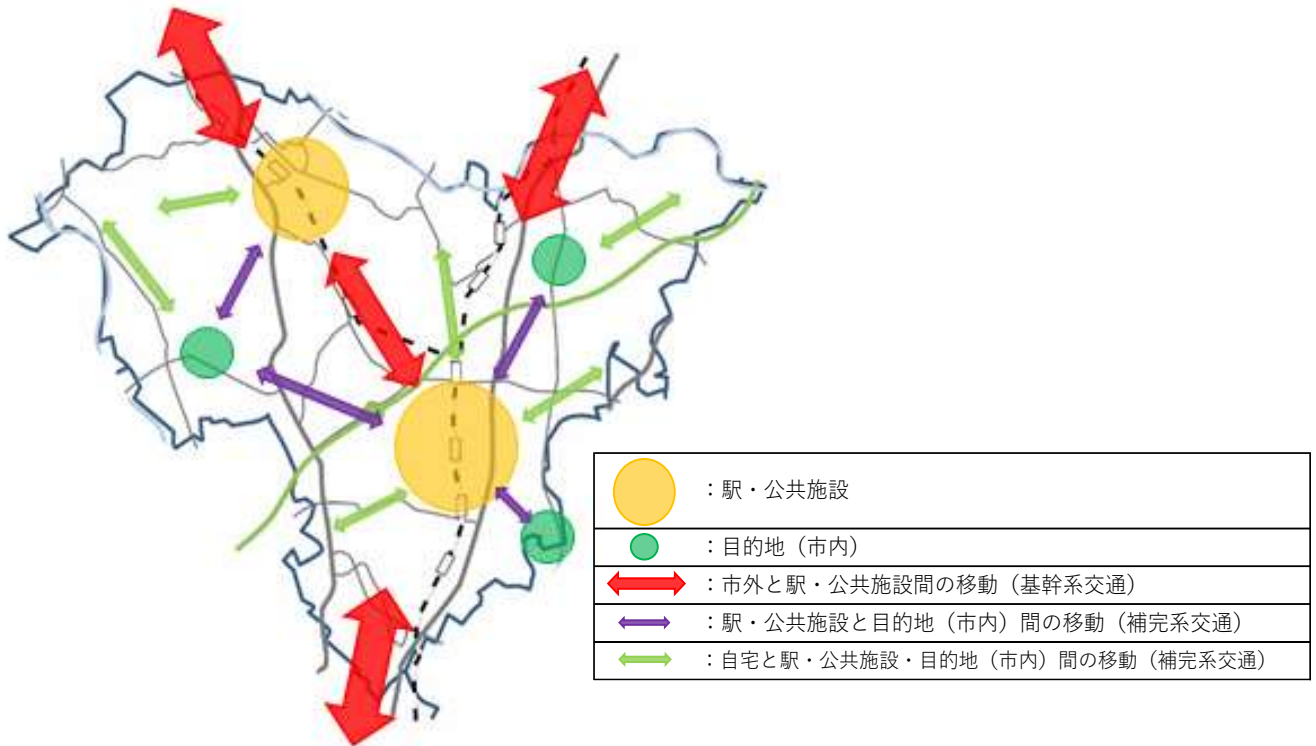 ：駅・公共施設
：目的地（市内）
：市外と駅・公共施設間の移動（基幹系交通）
：駅・公共施設と目的地（市内）間の移動（補完系交通）
：自宅と駅・公共施設・目的地（市内）間の移動（補完系交通）